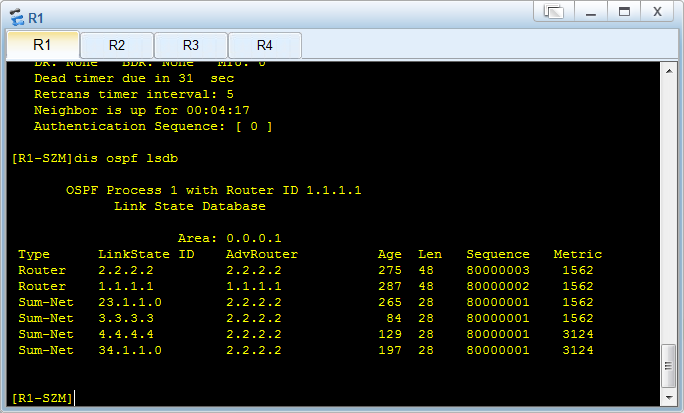 R1
R1 R2 R3 R4
DR: None BDR: None MTU: 0
Dead timer due in 31 sec
Retrans timer interval: 5
Neighbor is up for 00:04:17
Authentication Sequence: [ 0 ]
[R1-SZM]dis ospf lsdb
OSPF Process 1 with Router ID 1.1.1.1
Link State Database
Area: 0.0.0.1
Type LinkState ID AdvRouter Age Len Sequence Metric
Router 2.2.2.2 2.2.2.2 275 48 80000003 1562
Router 1.1.1.1 1.1.1.1 287 48 80000002 1562
Sum-Net 23.1.1.0 2.2.2.2 265 28 80000001 1562
Sum-Net 3.3.3.3 2.2.2.2 84 28 80000001 1562
Sum-Net 4.4.4.4 2.2.2.2 129 28 80000001 3124
Sum-Net 34.1.1.0 2.2.2.2 197 28 80000001 3124
[R1-SZM]